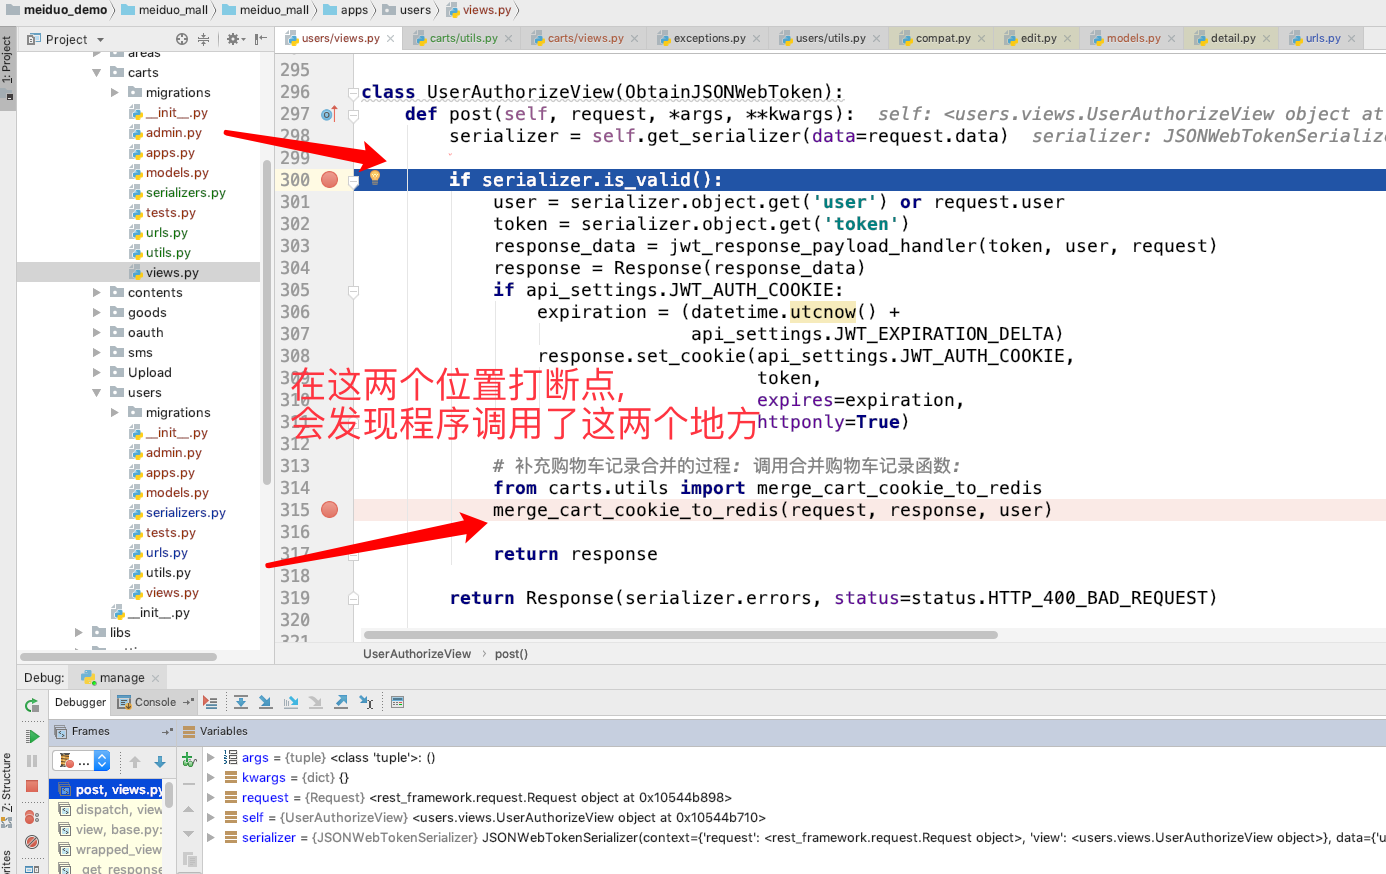 meiduo_demo meiduo_mall meiduo_mall apps users views.py
1: Project
Project
users/views.py carts/utils.py carts/views.py exceptions.py users/utils.py compat.py edit.py models.py detail.py urls.py
areas
carts
migrations
__init__.py
admin.py
apps.py
models.py
serializers.py
tests.py
urls.py
utils.py
views.py
contents
goods
oauth
sms
Upload
users
migrations
__init__.py
admin.py
apps.py
models.py
serializers.py
tests.py
urls.py
utils.py
views.py
__init__.py
libs
295
296 class UserAuthorizeView(ObtainJSONWebToken):
297 def post(self, request, *args, **kwargs): self: <users.views.UserAuthorizeView object at
298 serializer = self.get_serializer(data=request.data) serializer: JSONWebTokenSerialize
299
300 if serializer.is_valid():
301 user = serializer.object.get('user') or request.user
302 token = serializer.object.get('token')
303 response_data = jwt_response_payload_handler(token, user, request)
304 response = Response(response_data)
305 if api_settings.JWT_AUTH_COOKIE:
306 expiration = (datetime.utcnow() +
307 api_settings.JWT_EXPIRATION_DELTA)
308 response.set_cookie(api_settings.JWT_AUTH_COOKIE,
309 token,
310 expires=expiration,
311 httponly=True)
在这两个位置打断点,
会发现程序调用了这两个地方
312
313 # 补充购物车记录合并的过程: 调用合并购物车记录函数:
314 from carts.utils import merge_cart_cookie_to_redis
315 merge_cart_cookie_to_redis(request, response, user)
316
317 return response
318
319 return Response(serializer.errors, status=status.HTTP_400_BAD_REQUEST)
320
321
UserAuthorizeView post()
Debug: manage
Debugger Console
Frames Variables
...
post, views.py
dispatch, view
view, base.py:
wrapped_view
get_response
args = {tuple} <class 'tuple'>: ()
kwargs = {dict} {}
request = {Request} <rest_framework.request.Request object at 0x10544b898>
self = {UserAuthorizeView} <users.views.UserAuthorizeView object at 0x10544b710>
serializer = {JSONWebTokenSerializer} JSONWebTokenSerializer(context={'request': <rest_framework.request.Request object>, 'view': <users.views.UserAuthorizeView object>}, data={'u
Z: Structure